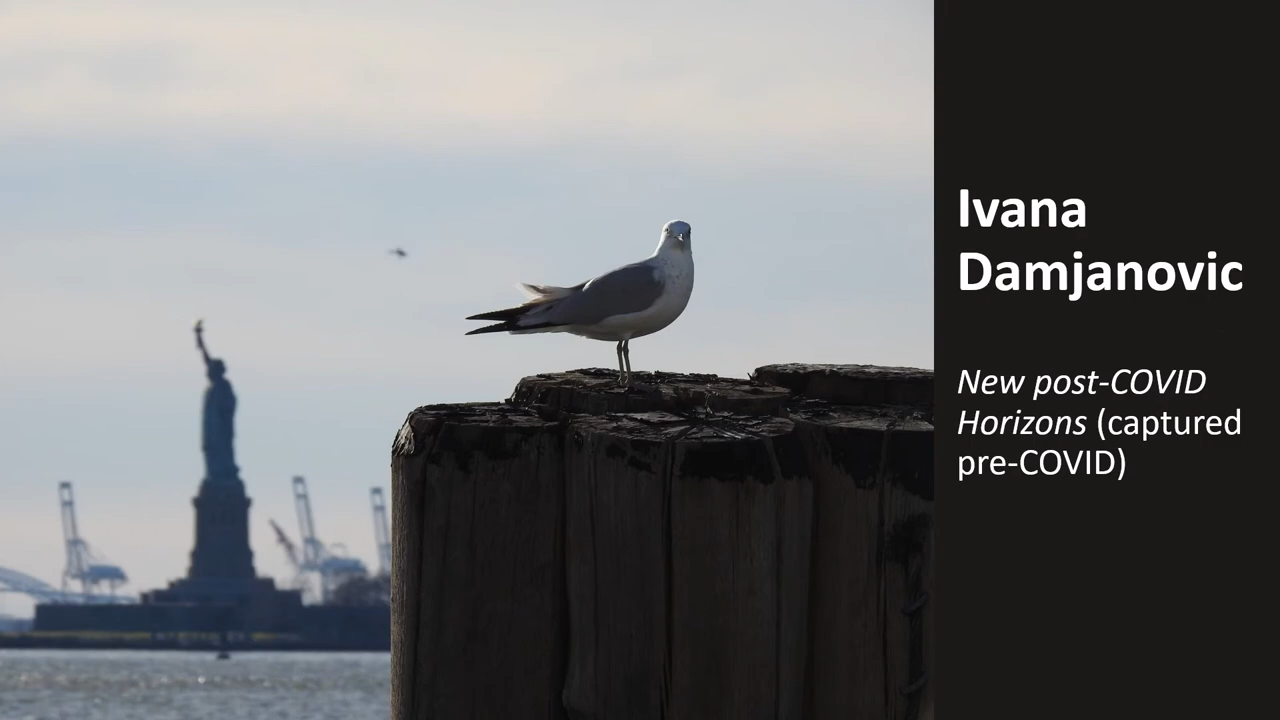 Ivana
Damjanovic
New post-COVID
Horizons (captured
pre-COVID)